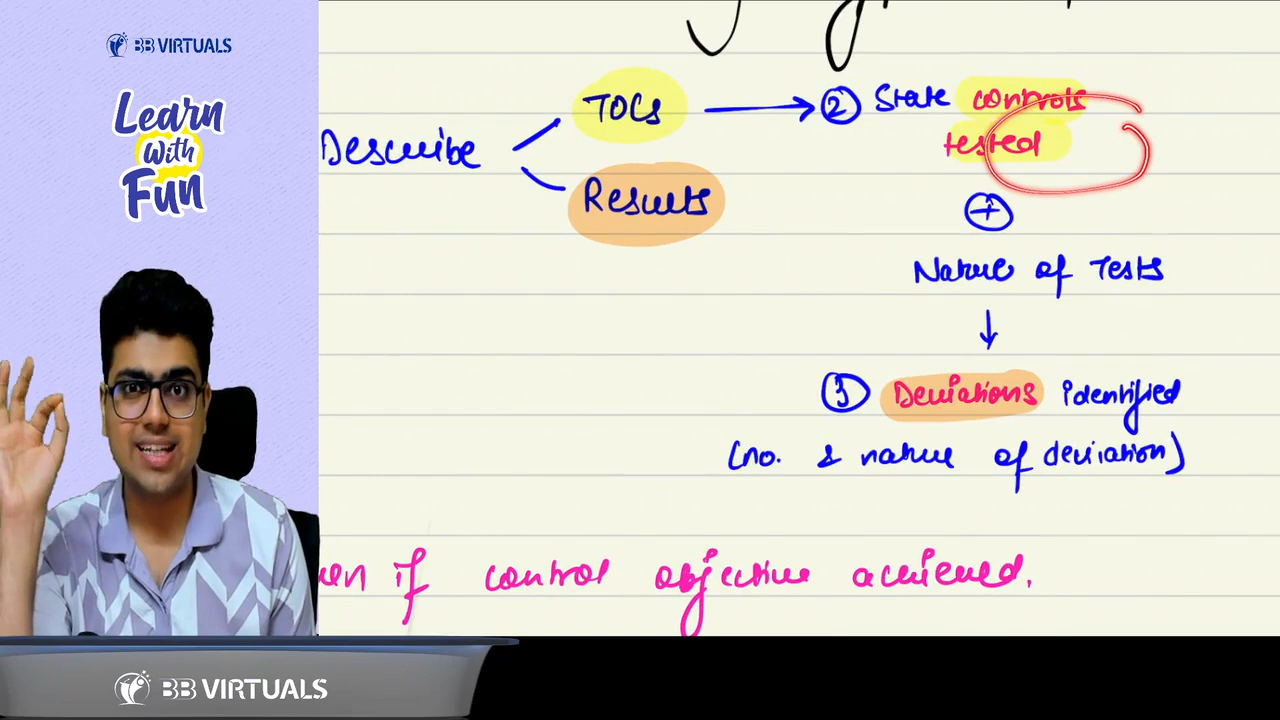 BB VIRTUALS
Learn
with
Fun
TOCs
② State controls
tested
Describe
Results
+
Nature of Tests
③ Deviations identified
(no. & nature of deviation)
if control objective achieved.
BB VIRTUALS